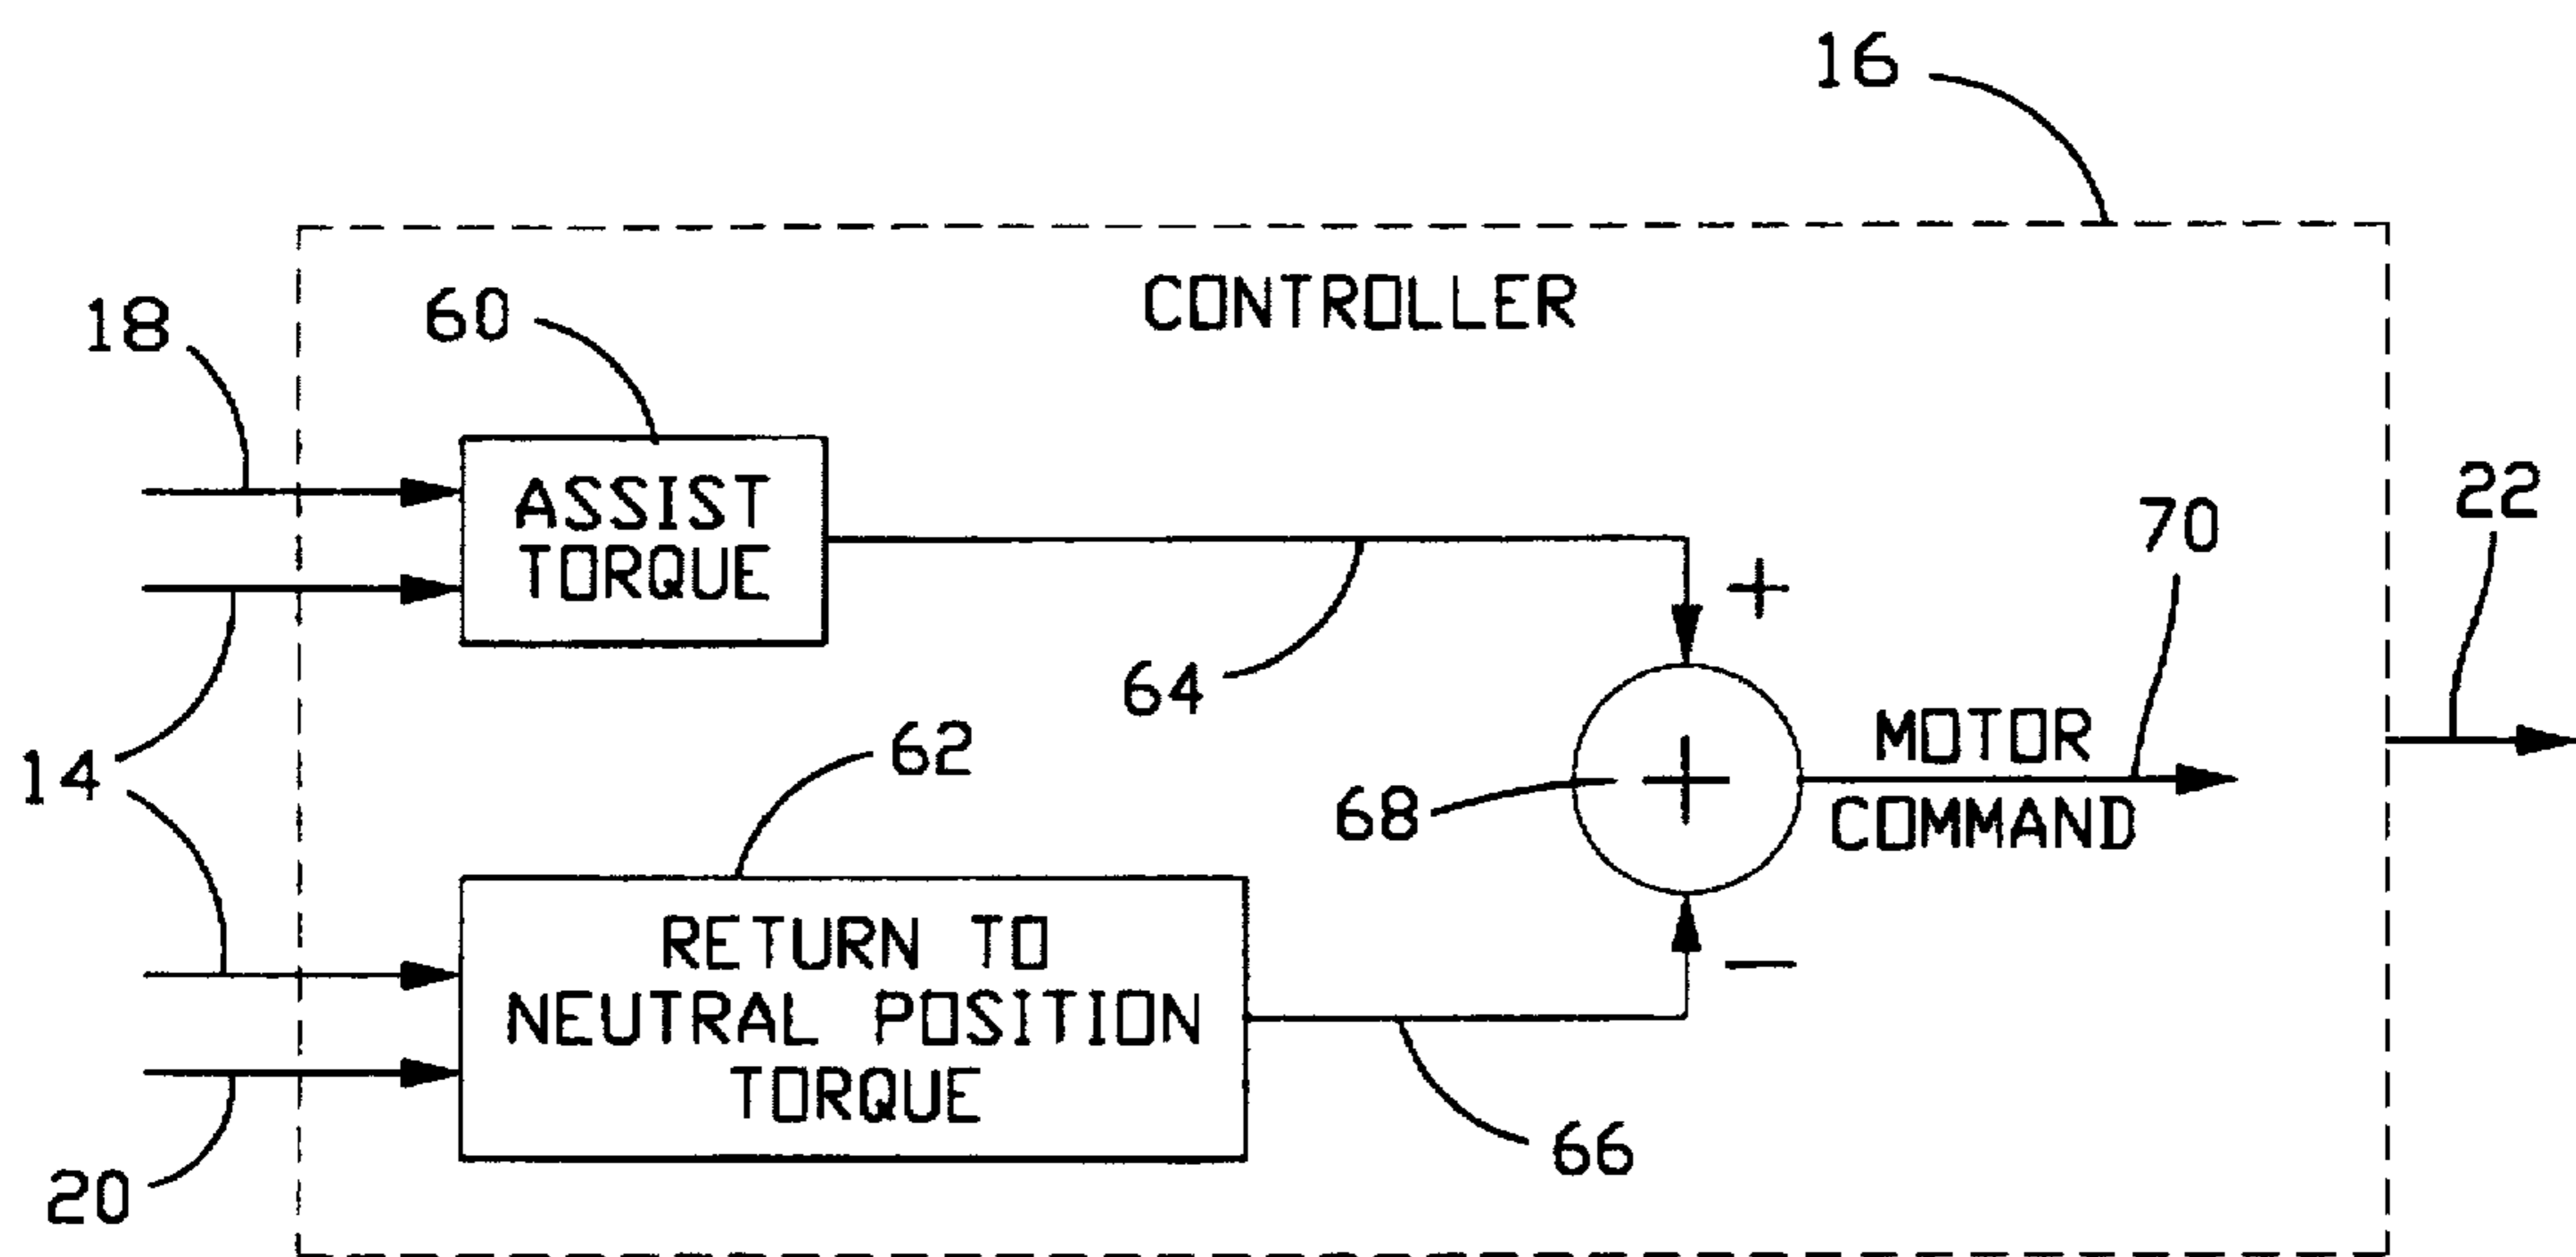 16
CONTROLLER
18
60
ASSIST
TORQUE
+
64
70
22
14
62
68
+
MOTOR
COMMAND
RETURN TO
NEUTRAL POSITION
TORQUE
—
66
20